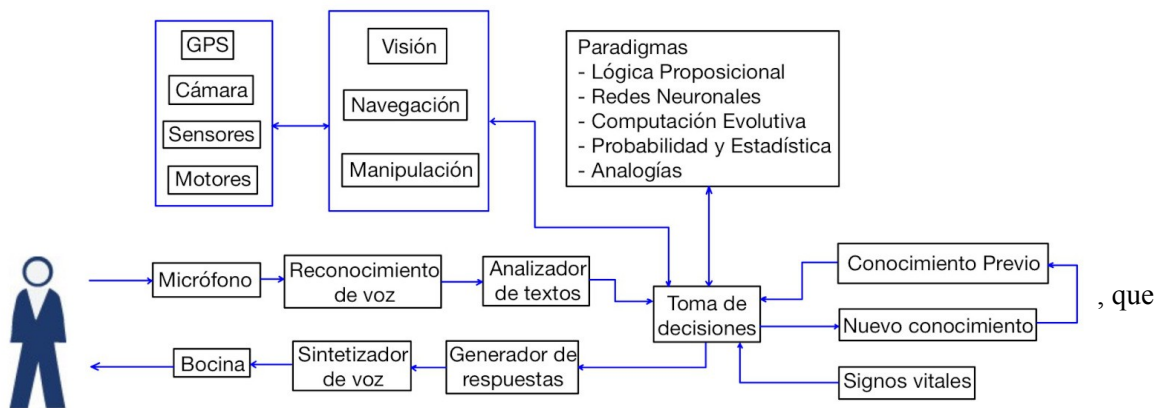 GPS
Cámara
Sensores
Motores
Visión
Navegación
Manipulación
Paradigmas
- Lógica Proposicional
- Redes Neuronales
- Computación Evolutiva
- Probabilidad y Estadística
- Analogías
Micrófono
Reconocimiento
de voz
Analizador
de textos
Toma de
decisiones
Conocimiento Previo
Nuevo conocimiento
, que
Signos vitales
Generador de
respuestas
Sintetizador
de voz
Bocina